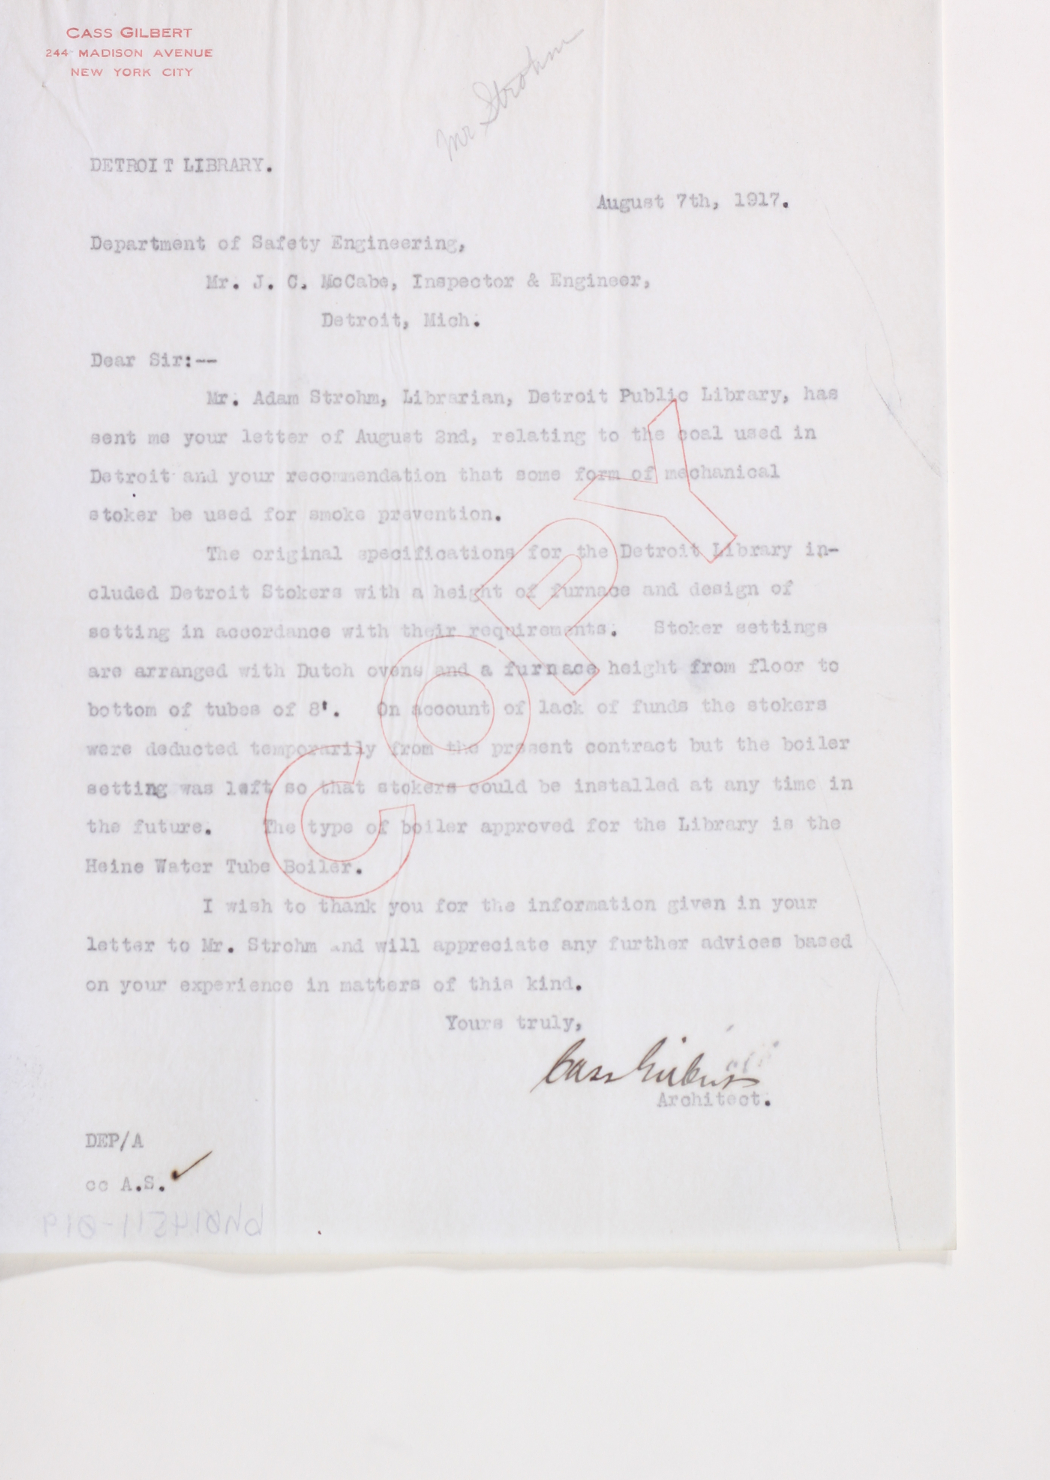 CASS GILBERT
244 MADISON AVENUE
NEW YORK CITY
Mr Strohm
DETROIT LIBRARY.
August 7th, 1917.
Department of Safety Engineering,
Mr. J. C. McCabe, Inspector & Engineer,
Detroit, Mich.
Dear Sir:--
Mr. Adam Strohm, Librarian, Detroit Public Library, has
sent me your letter of August 2nd, relating to the coal used in
Detroit and your recommendation that some form of mechanical
stoker be used for smoke prevention.
The original specifications for the Detroit Library in-
cluded Detroit Stokers with a height of furnace and design of
setting in accordance with their requirements. Stoker settings
are arranged with Dutch ovens and a furnace height from floor to
bottom of tubes of 8'. On account of lack of funds the stokers
were deducted temporarily from the present contract but the boiler
setting was left so that stokers could be installed at any time in
the future. The type of boiler approved for the Library is the
Heine Water Tube Boiler.
I wish to thank you for the information given in your
letter to Mr. Strohm and will appreciate any further advices based
on your experience in matters of this kind.
Yours truly,
Cass Gilbert
Architect.
DEP/A
cc A.S.
COPY